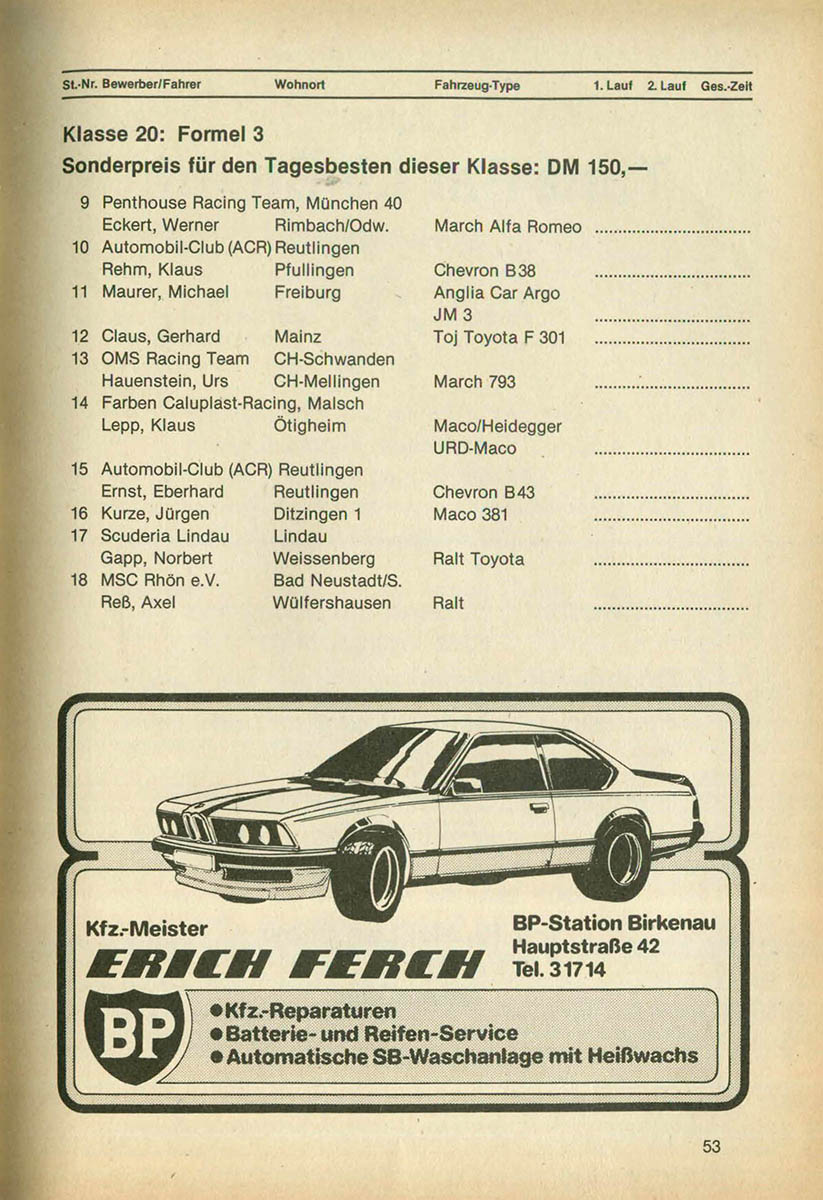 St.-Nr. Bewerber/Fahrer Wohnort Fahrzeug-Type 1. Lauf 2. Lauf Ges.-Zeit
Klasse 20: Formel 3
Sonderpreis für den Tagesbesten dieser Klasse: DM 150,—
9 Penthouse Racing Team, München 40
Eckert, Werner Rimbach/Odw. March Alfa Romeo ................................
10 Automobil-Club (ACR) Reutlingen
Rehm, Klaus Pfullingen Chevron B38 ................................
11 Maurer, Michael Freiburg Anglia Car Argo
JM 3 ................................
12 Claus, Gerhard Mainz Toj Toyota F 301 ................................
13 OMS Racing Team CH-Schwanden
Hauenstein, Urs CH-Mellingen March 793 ................................
14 Farben Caluplast-Racing, Malsch
Lepp, Klaus Ötigheim Maco/Heidegger
URD-Maco ................................
15 Automobil-Club (ACR) Reutlingen
Ernst, Eberhard Reutlingen Chevron B43 ................................
16 Kurze, Jürgen Ditzingen 1 Maco 381 ................................
17 Scuderia Lindau Lindau
Gapp, Norbert Weissenberg Ralt Toyota ................................
18 MSC Rhön e.V. Bad Neustadt/S.
Reß, Axel Wülfershausen Ralt ................................
Kfz.-Meister
ERICH FERCH
BP-Station Birkenau
Hauptstraße 42
Tel. 31714
BP
●Kfz.-Reparaturen
●Batterie- und Reifen-Service
●Automatische SB-Waschanlage mit Heißwachs
53